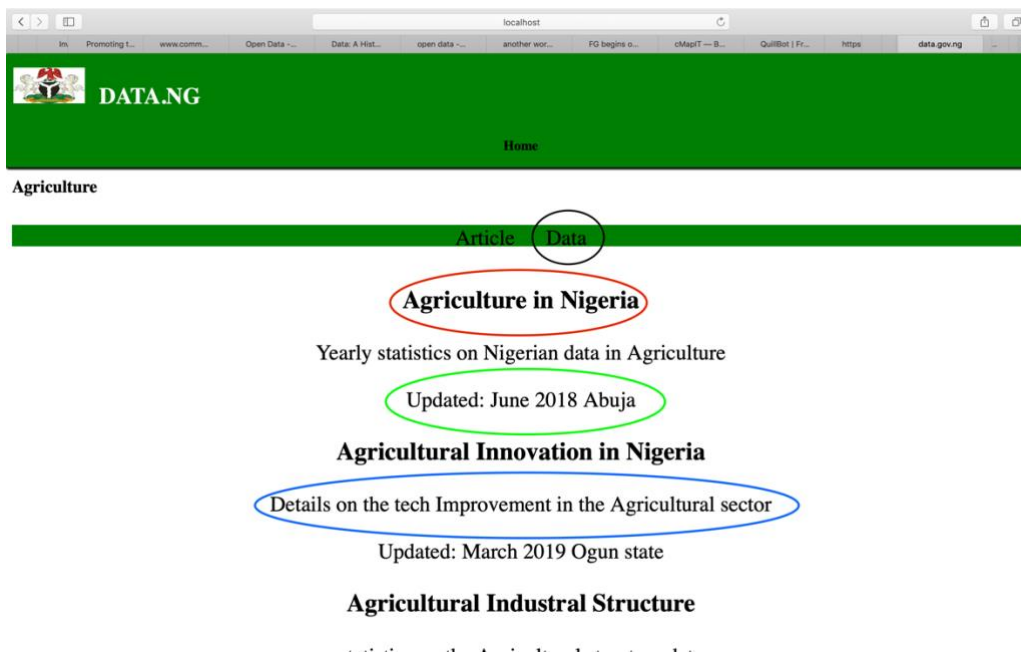 localhost
Im Promoting t... www.comm... Open Data -... Data: A Hist... open data -... another wor... FG begins o... cMapIT — B... QuillBot | Fr... https data.gov.ng ...
DATA.NG
Home
Agriculture
Article Data
Agriculture in Nigeria
Yearly statistics on Nigerian data in Agriculture
Updated: June 2018 Abuja
Agricultural Innovation in Nigeria
Details on the tech Improvement in the Agricultural sector
Updated: March 2019 Ogun state
Agricultural Industral Structure